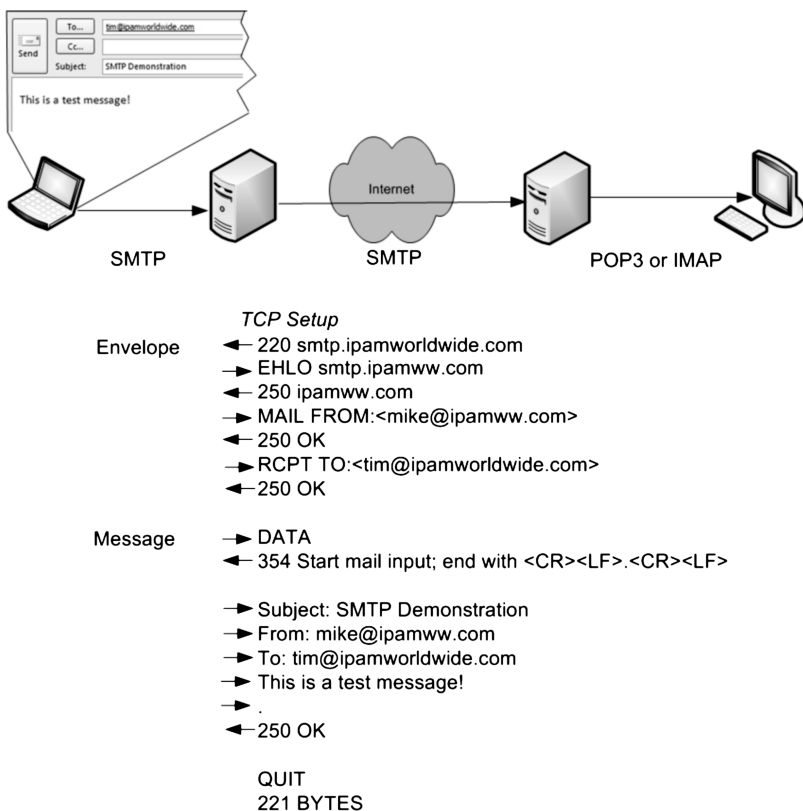 To...
tim@ipamworldwide.com
Send
Cc...
Subject:
SMTP Demonstration
This is a test message!
Internet
SMTP
SMTP
POP3 or IMAP
TCP Setup
Envelope
220 smtp.ipamworldwide.com
EHLO smtp.ipamww.com
250 ipamww.com
MAIL FROM:<mike@ipamww.com>
250 OK
RCPT TO:<tim@ipamworldwide.com>
250 OK
Message
DATA
354 Start mail input; end with <CR><LF>.<CR><LF>
Subject: SMTP Demonstration
From: mike@ipamww.com
To: tim@ipamworldwide.com
This is a test message!
.
250 OK
QUIT
221 BYTES